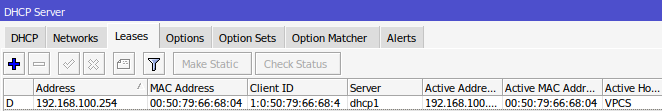 DHCP Server
DHCP Networks Leases Options Option Sets Option Matcher Alerts
Make Static Check Status
Address MAC Address Client ID Server Active Addre... Active MAC Addr... Active Ho...
D 192.168.100.254 00:50:79:66:68:04 1:0:50:79:66:68:4 dhcp1 192.168.100.... 00:50:79:66:68:04 VPCS